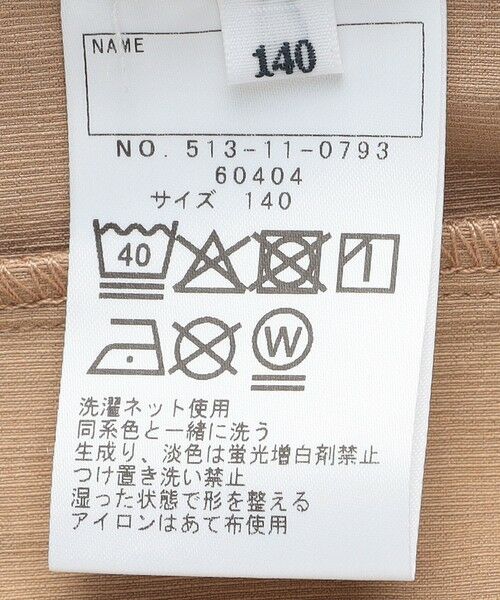 140
NAME
NO. 513-11-0793
60404
サイズ 140
40
W
洗濯ネット使用
同系色と一緒に洗う
生成り、淡色は蛍光増白剤禁止
つけ置き洗い禁止
湿った状態で形を整える
アイロンはあて布使用